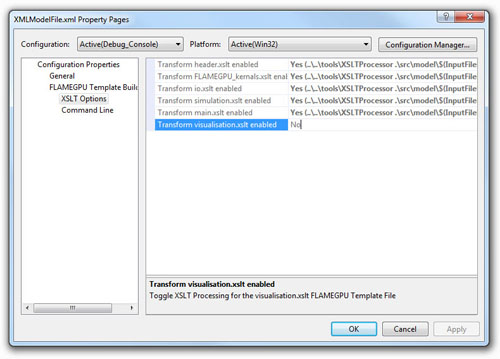 XMLModelFile.xml Property Pages
Configuration: Active(Debug_Console) Platform: Active(Win32) Configuration Manager...
Configuration Properties
General
FLAMEGPU Template Build
XSLT Options
Command Line
Transform header.xslt enabled Yes (..\..\tools\XSLTProcessor .\src\model\$(InputFile
Transform FLAMEGPU_kernals.xslt enal Yes (..\..\tools\XSLTProcessor .\src\model\$(InputFile
Transform io.xslt enabled Yes (..\..\tools\XSLTProcessor .\src\model\$(InputFile
Transform simulation.xslt enabled Yes (..\..\tools\XSLTProcessor .\src\model\$(InputFile
Transform main.xslt enabled Yes (..\..\tools\XSLTProcessor .\src\model\$(InputFile
Transform visualisation.xslt enabled No
Transform visualisation.xslt enabled
Toggle XSLT Processing for the visualisation.xslt FLAMEGPU Template File
OK Cancel Apply